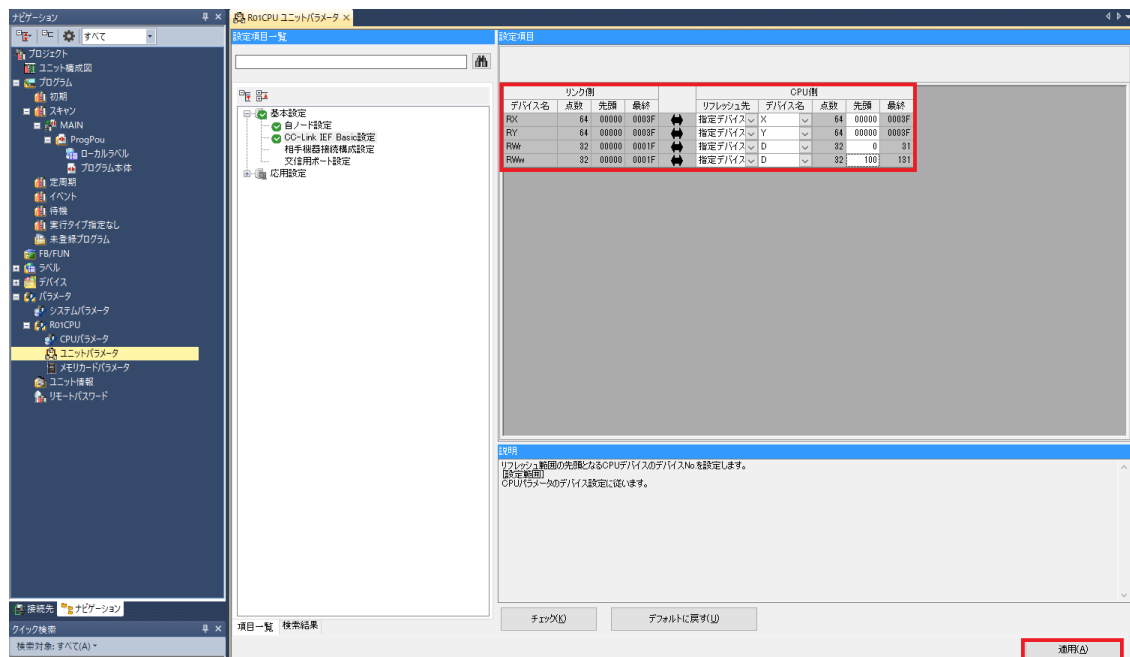 ナビゲーション
すべて
プロジェクト
ユニット構成図
プログラム
初期
スキャン
MAIN
ProgPou
ローカルラベル
プログラム本体
定周期
イベント
待機
実行タイプ指定なし
未登録プログラム
FB/FUN
ラベル
デバイス
パラメータ
システムパラメータ
R01CPU
CPUパラメータ
ユニットパラメータ
メモリカードパラメータ
ユニット情報
リモートパスワード
接続先 ナビゲーション
クイック検索
検索対象: すべて(A)
R01CPU ユニットパラメータ
設定項目一覧
基本設定
自ノード設定
CC-Link IEF Basic設定
相手機器接続構成設定
交信用ポート設定
応用設定
項目一覧 検索結果
設定項目
リンク側 CPU側
デバイス名 点数 先頭 最終 リフレッシュ先 デバイス名 点数 先頭 最終
RX 64 00000 0003F 指定デバイス X 64 00000 0003F
RY 64 00000 0003F 指定デバイス Y 64 00000 0003F
RWr 32 00000 0001F 指定デバイス D 32 0 31
RWw 32 00000 0001F 指定デバイス D 32 100 131
説明
リフレッシュ範囲の先頭となるCPUデバイスのデバイスNo.を設定します。
[設定範囲]
CPUパラメータのデバイス設定に従います。
チェック(K) デフォルトに戻す(U)
適用(A)